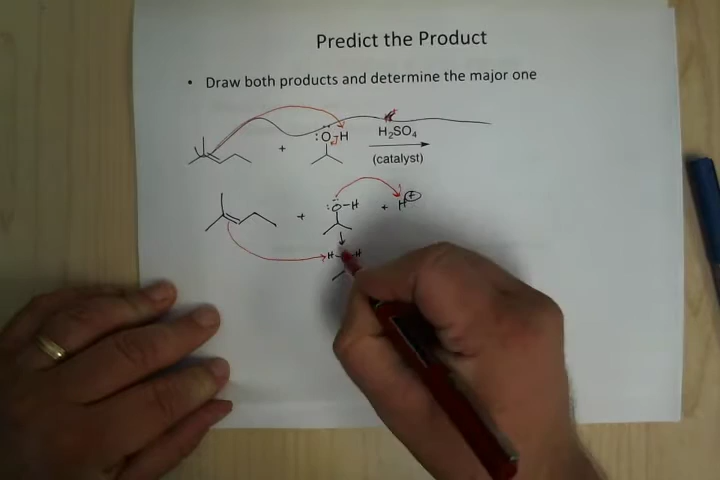 Predict the Product
• Draw both products and determine the major one
+ :Ö H H₂SO₄
(catalyst)
+ :Ö-H + H⊕
H H